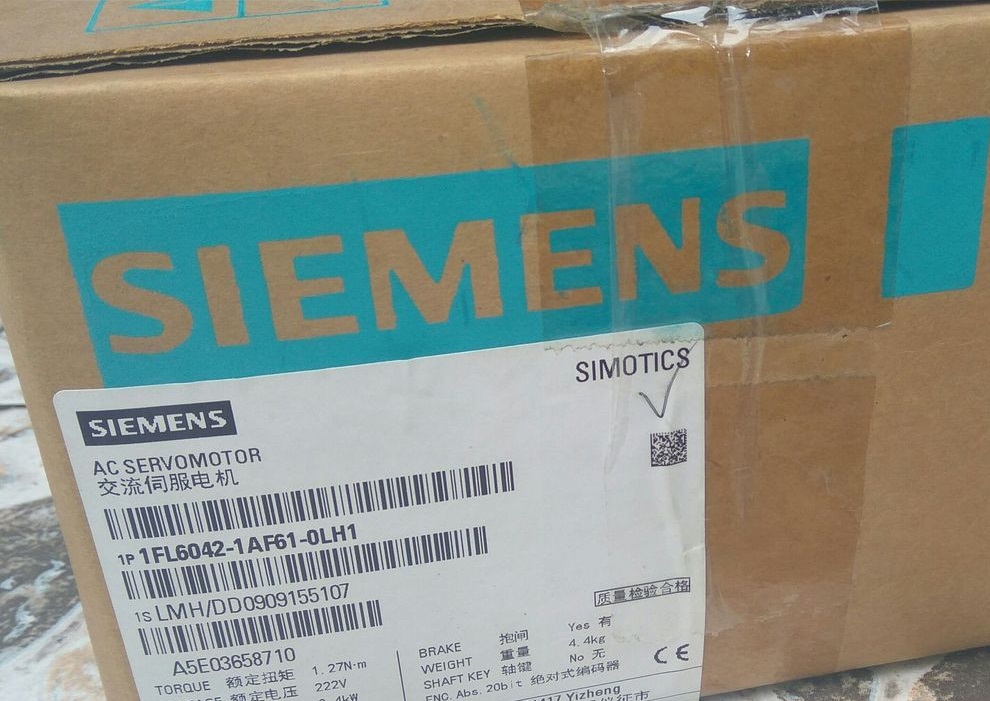 SIEMENS
SIMOTICS
SIEMENS
AC SERVOMOTOR
交流伺服电机
1P 1FL6042-1AF61-0LH1
1S LMH/DD0909155107
质量检验合格
A5E03658710
TORQUE 额定扭矩 1.27N·m
额定电压 222V
4kW
BRAKE 抱闸 Yes 有
WEIGHT 重量 4.4kg
SHAFT KEY 轴键 No 无
ENC. Abs. 20bit 绝对式编码器
CE
Yizheng